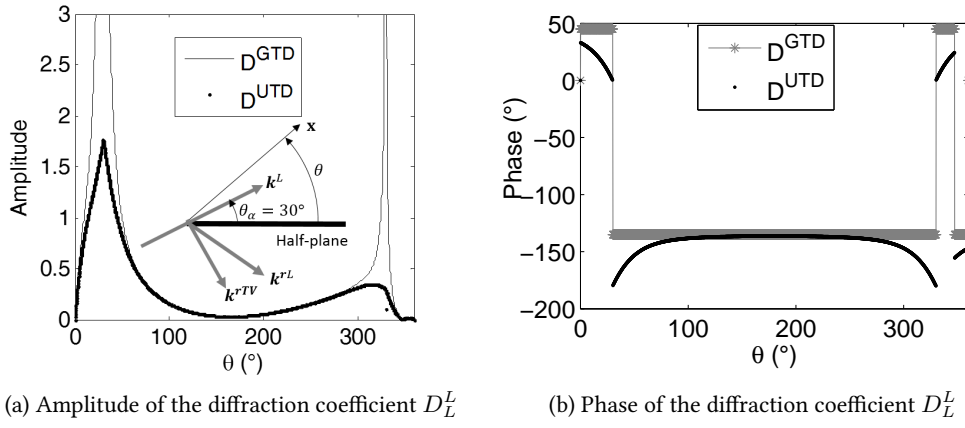 3
2.5
2
1.5
1
0.5
0
Amplitude
D^GTD
D^UTD
x
θ
k^L
θ_α = 30°
Half-plane
k^rL
k^rTV
0 100 200 300
θ (°)
(a) Amplitude of the diffraction coefficient D_L^L
50
0
−50
−100
−150
−200
Phase (°)
D^GTD
D^UTD
0 100 200 300
θ (°)
(b) Phase of the diffraction coefficient D_L^L